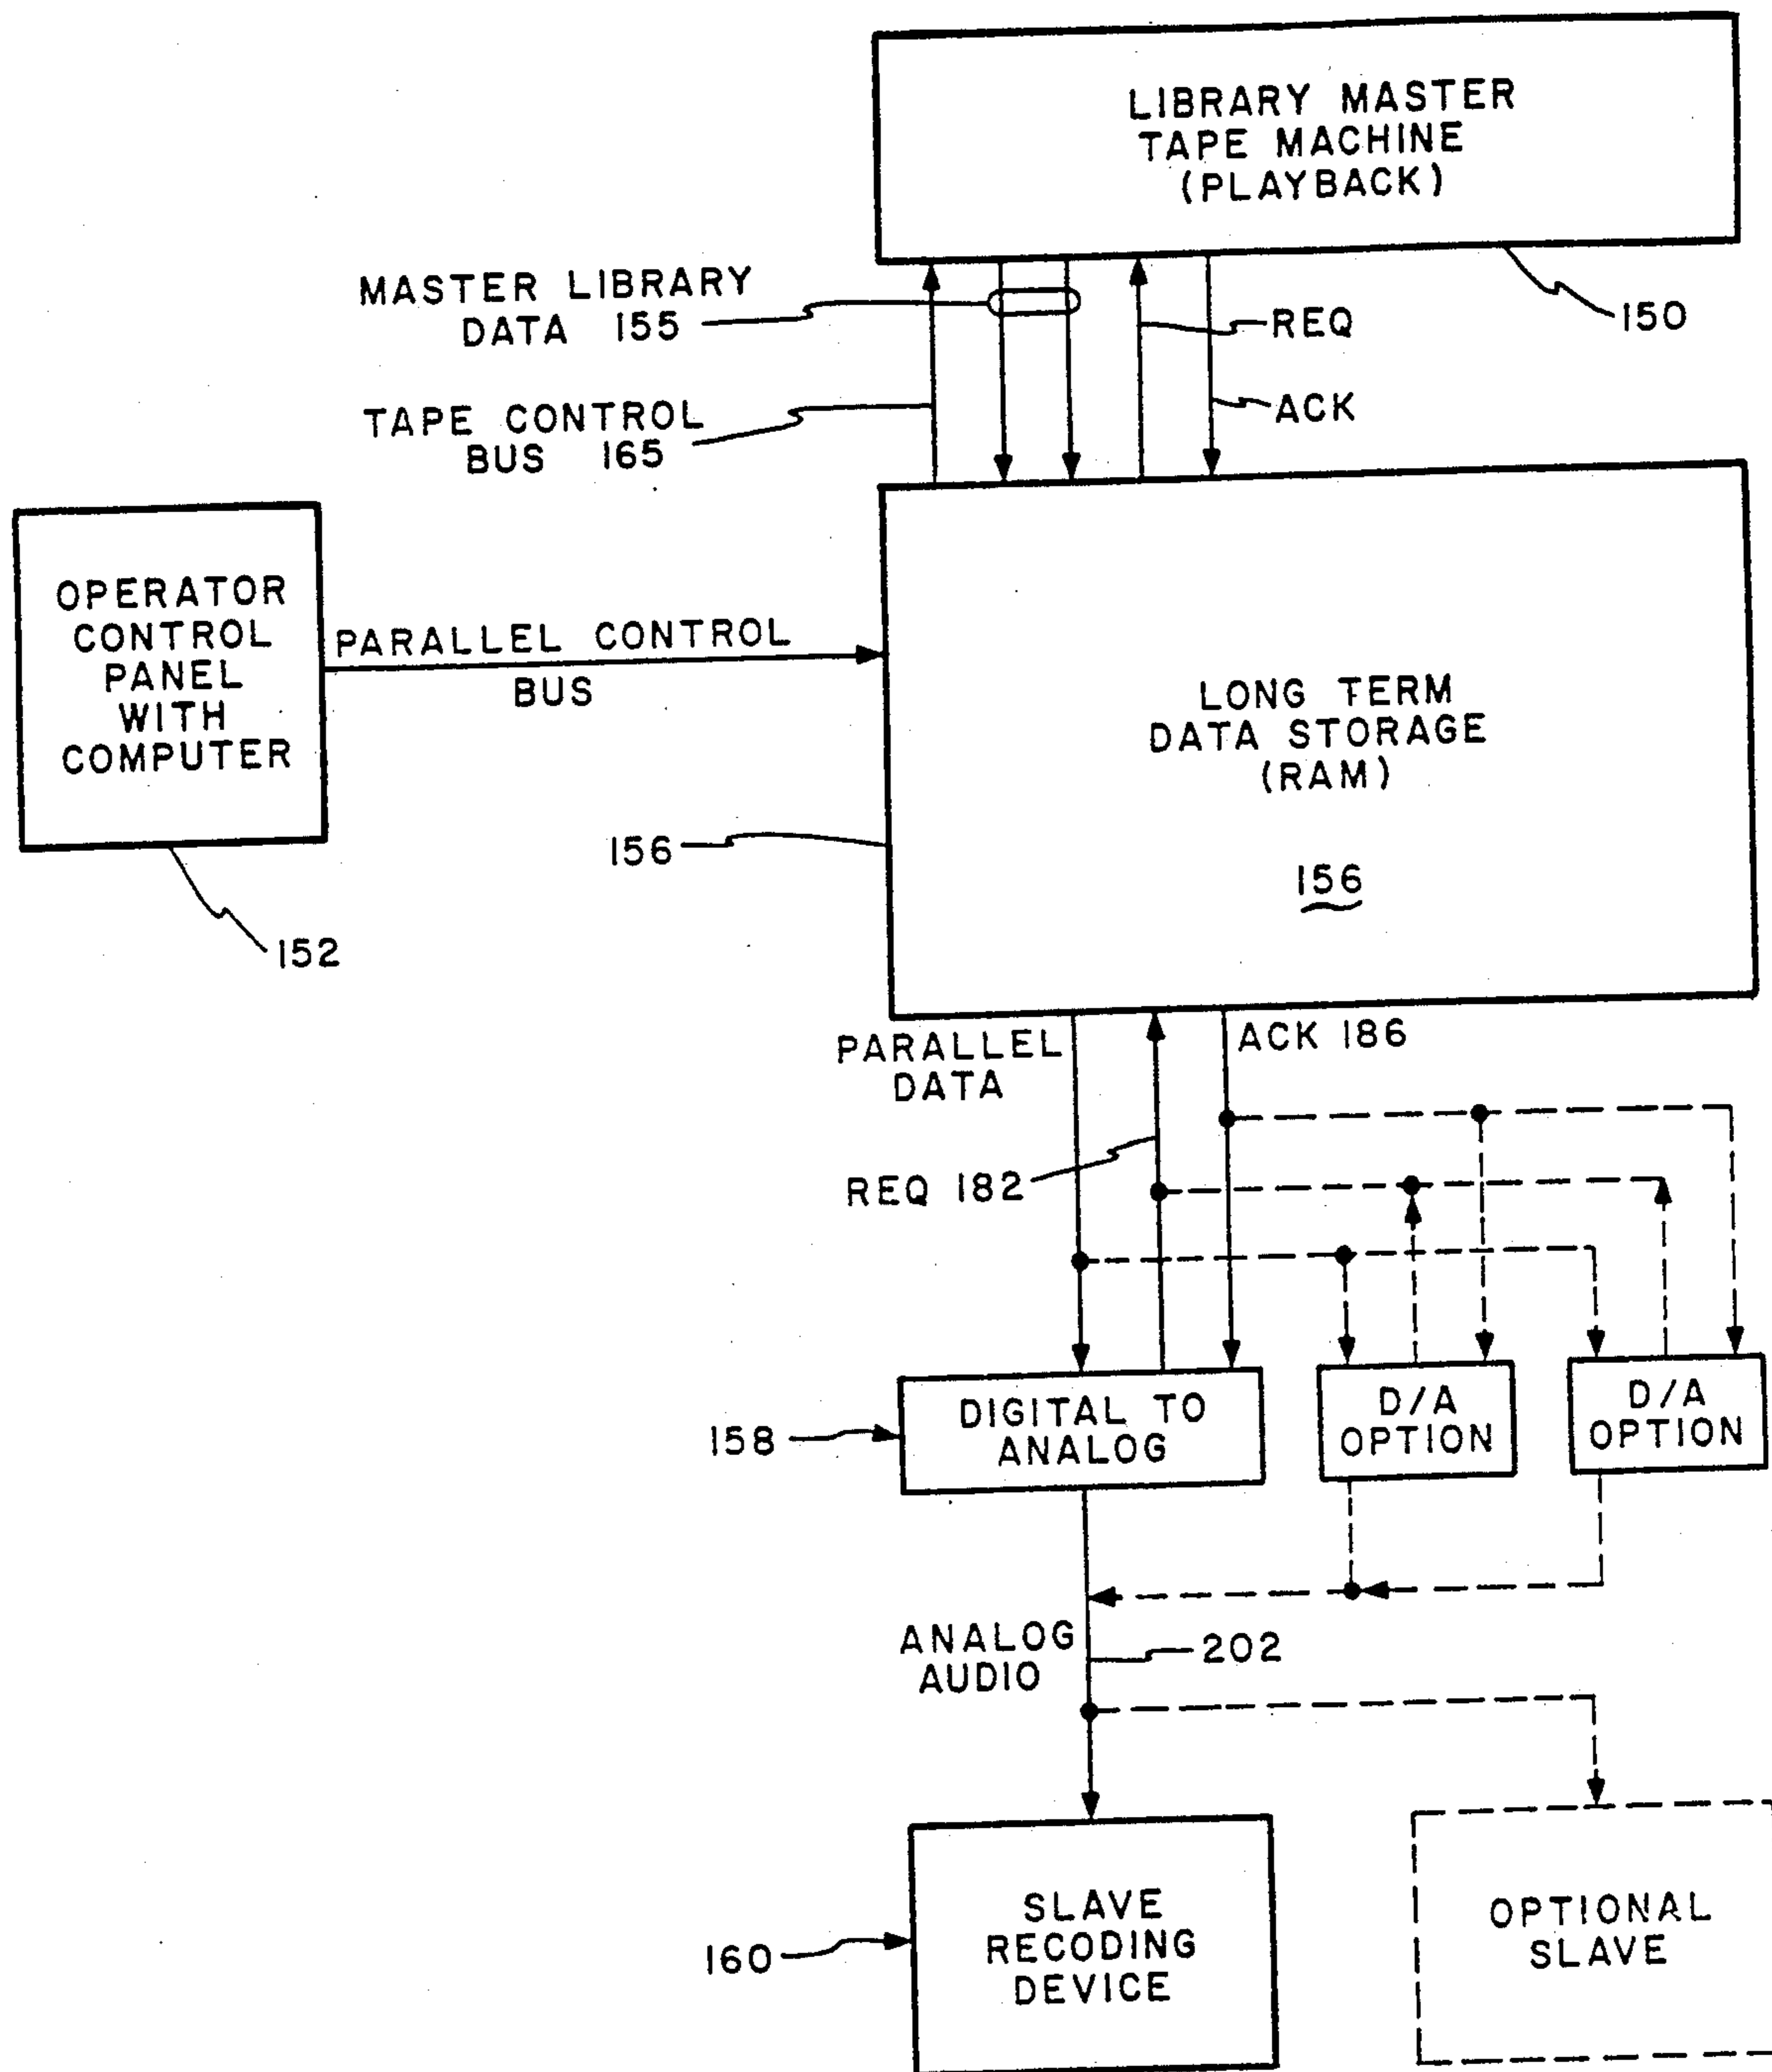 LIBRARY MASTER
TAPE MACHINE
(PLAYBACK)
MASTER LIBRARY
DATA 155
REQ
150
TAPE CONTROL
BUS 165
ACK
OPERATOR
CONTROL
PANEL
WITH
COMPUTER
PARALLEL CONTROL
BUS
LONG TERM
DATA STORAGE
(RAM)
156
156
152
PARALLEL
DATA
ACK 186
REQ 182
158
DIGITAL TO
ANALOG
D/A
OPTION
D/A
OPTION
ANALOG
AUDIO
202
160
SLAVE
RECODING
DEVICE
OPTIONAL
SLAVE